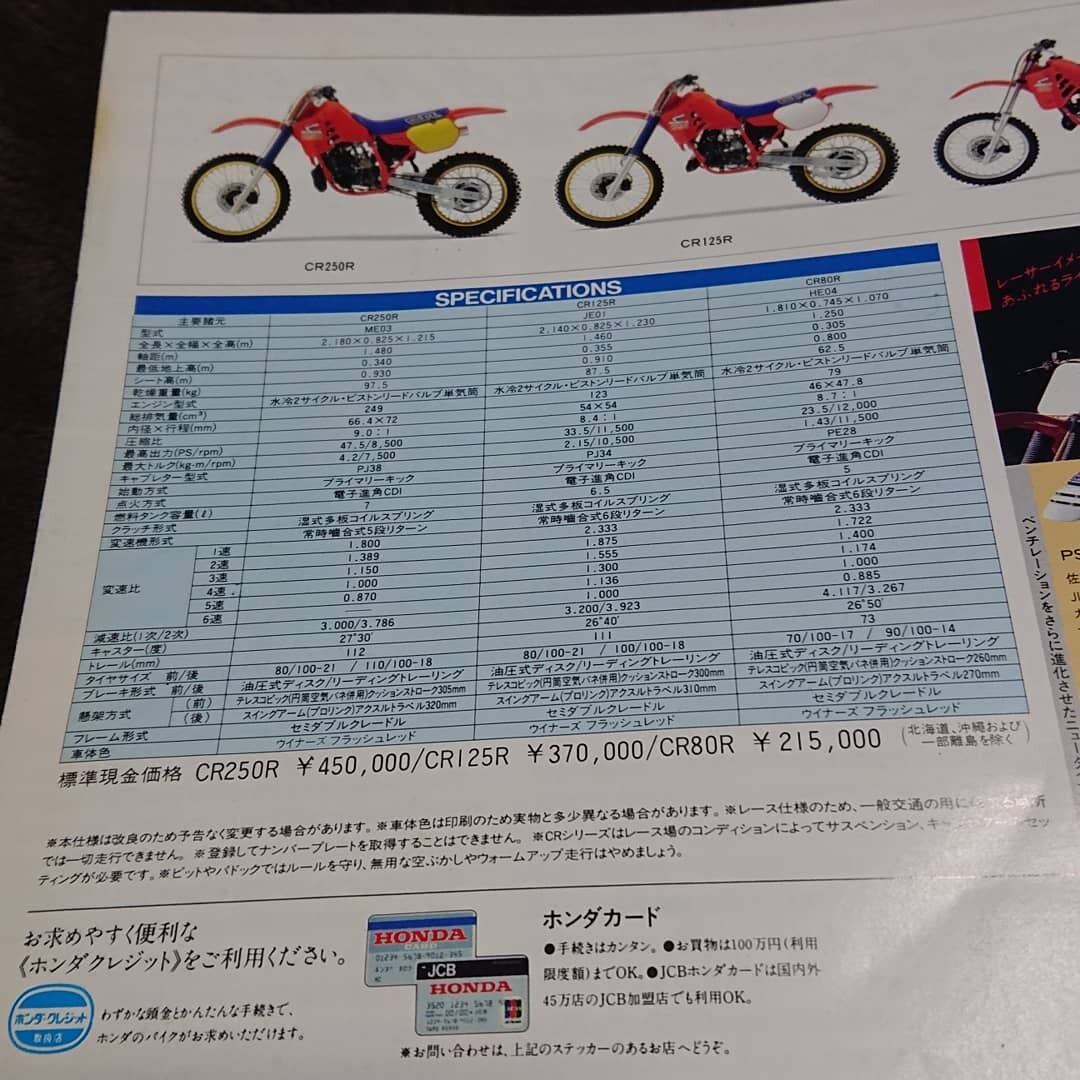 CR250R
CR125R
SPECIFICATIONS
主要諸元 CR250R CR125R CR80R
型式 ME03 JE01 HE04
全長×全幅×全高(m) 2.180×0.825×1.215 2.140×0.825×1.230 1.810×0.745×1.070
軸距(m) 1.480 1.460 1.250
最低地上高(m) 0.340 0.355 0.305
シート高(m) 0.930 0.910 0.800
乾燥重量(kg) 97.5 87.5 62.5
エンジン型式 水冷2サイクル・ピストンリードバルブ単気筒 水冷2サイクル・ピストンリードバルブ単気筒 水冷2サイクル・ピストンリードバルブ単気筒
総排気量(cm³) 249 123 79
内径×行程(mm) 66.4×72 54×54 46×47.8
圧縮比 9.0:1 8.4:1 8.7:1
最高出力(PS/rpm) 47.5/8,500 33.5/11,500 23.5/12,000
最大トルク(kg-m/rpm) 4.2/7,500 2.15/10,500 1.43/11,500
キャブレター型式 PJ38 PJ34 PE28
始動方式 プライマリーキック プライマリーキック プライマリーキック
点火方式 電子進角CDI 電子進角CDI 電子進角CDI
燃料タンク容量(ℓ) 7 6.5 5
クラッチ形式 湿式多板コイルスプリング 湿式多板コイルスプリング 湿式多板コイルスプリング
変速機形式 常時噛合式5段リターン 常時噛合式6段リターン 常時噛合式6段リターン
変速比 1速 1.800 2.333 2.333
2速 1.389 1.875 1.722
3速 1.150 1.555 1.400
4速 1.000 1.300 1.174
5速 0.870 1.136 1.000
6速 —— 1.000 0.885
減速比(1次/2次) 3.000/3.786 3.200/3.923 4.117/3.267
キャスター(度) 27°30′ 26°40′ 26°50′
トレール(mm) 112 111 73
タイヤサイズ 前/後 80/100-21 / 110/100-18 80/100-21 / 100/100-18 70/100-17 / 90/100-14
ブレーキ形式 前/後 油圧式ディスク/リーディングトレーリング 油圧式ディスク/リーディングトレーリング 油圧式ディスク/リーディングトレーリング
懸架方式 (前) テレスコピック(円筒空気バネ併用)クッションストローク305mm テレスコピック(円筒空気バネ併用)クッションストローク300mm テレスコピック(円筒空気バネ併用)クッションストローク260mm
(後) スイングアーム(プロリンク)アクスルトラベル320mm スイングアーム(プロリンク)アクスルトラベル310mm スイングアーム(プロリンク)アクスルトラベル270mm
フレーム形式 セミダブルクレードル セミダブルクレードル セミダブルクレードル
車体色 ウイナーズ フラッシュレッド ウイナーズ フラッシュレッド ウイナーズ フラッシュレッド
標準現金価格 CR250R ￥450,000/CR125R ￥370,000/CR80R ￥215,000 (北海道、沖縄および一部離島を除く)
※本仕様は改良のため予告なく変更する場合があります。※車体色は印刷のため実物と多少異なる場合があります。※レース仕様のため、一般交通の用に
では一切走行できません。※登録してナンバープレートを取得することはできません。※CRシリーズはレース場のコンディションによってサスペンション、
ティングが必要です。※ピットやパドックではルールを守り、無用な空ぶかしやウォームアップ走行はやめましょう。
お求めやすく便利な
《ホンダクレジット》をご利用ください。
ホンダ・クレジット
取扱店
わずかな頭金とかんたんな手続きで、
ホンダのバイクがお求めいただけます。
HONDA
CARD
01234 5678-9012-345
JCB
HONDA
ホンダカード
●手続きはカンタン。●お買物は100万円(利用
限度額)までOK。●JCBホンダカードは国内外
45万店のJCB加盟店でも利用OK。
※お問い合わせは、上記のステッカーのあるお店へどうぞ。
レーサーイメー
あふれるラ
ベンチレーションをさらに進化させたニュー
PS
佐